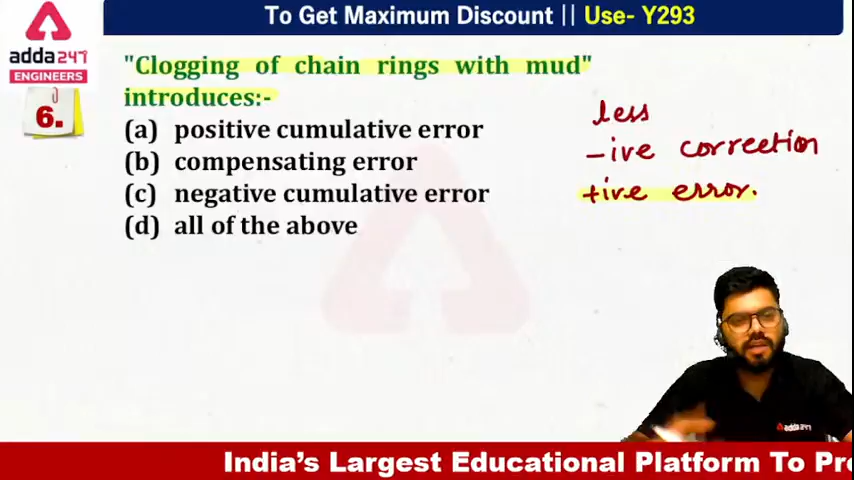 To Get Maximum Discount || Use- Y293
adda247
ENGINEERS
6.
"Clogging of chain rings with mud"
introduces:-
(a) positive cumulative error
(b) compensating error
(c) negative cumulative error
(d) all of the above
less
-ive correction
+ive error.
adda247
India's Largest Educational Platform To Pre